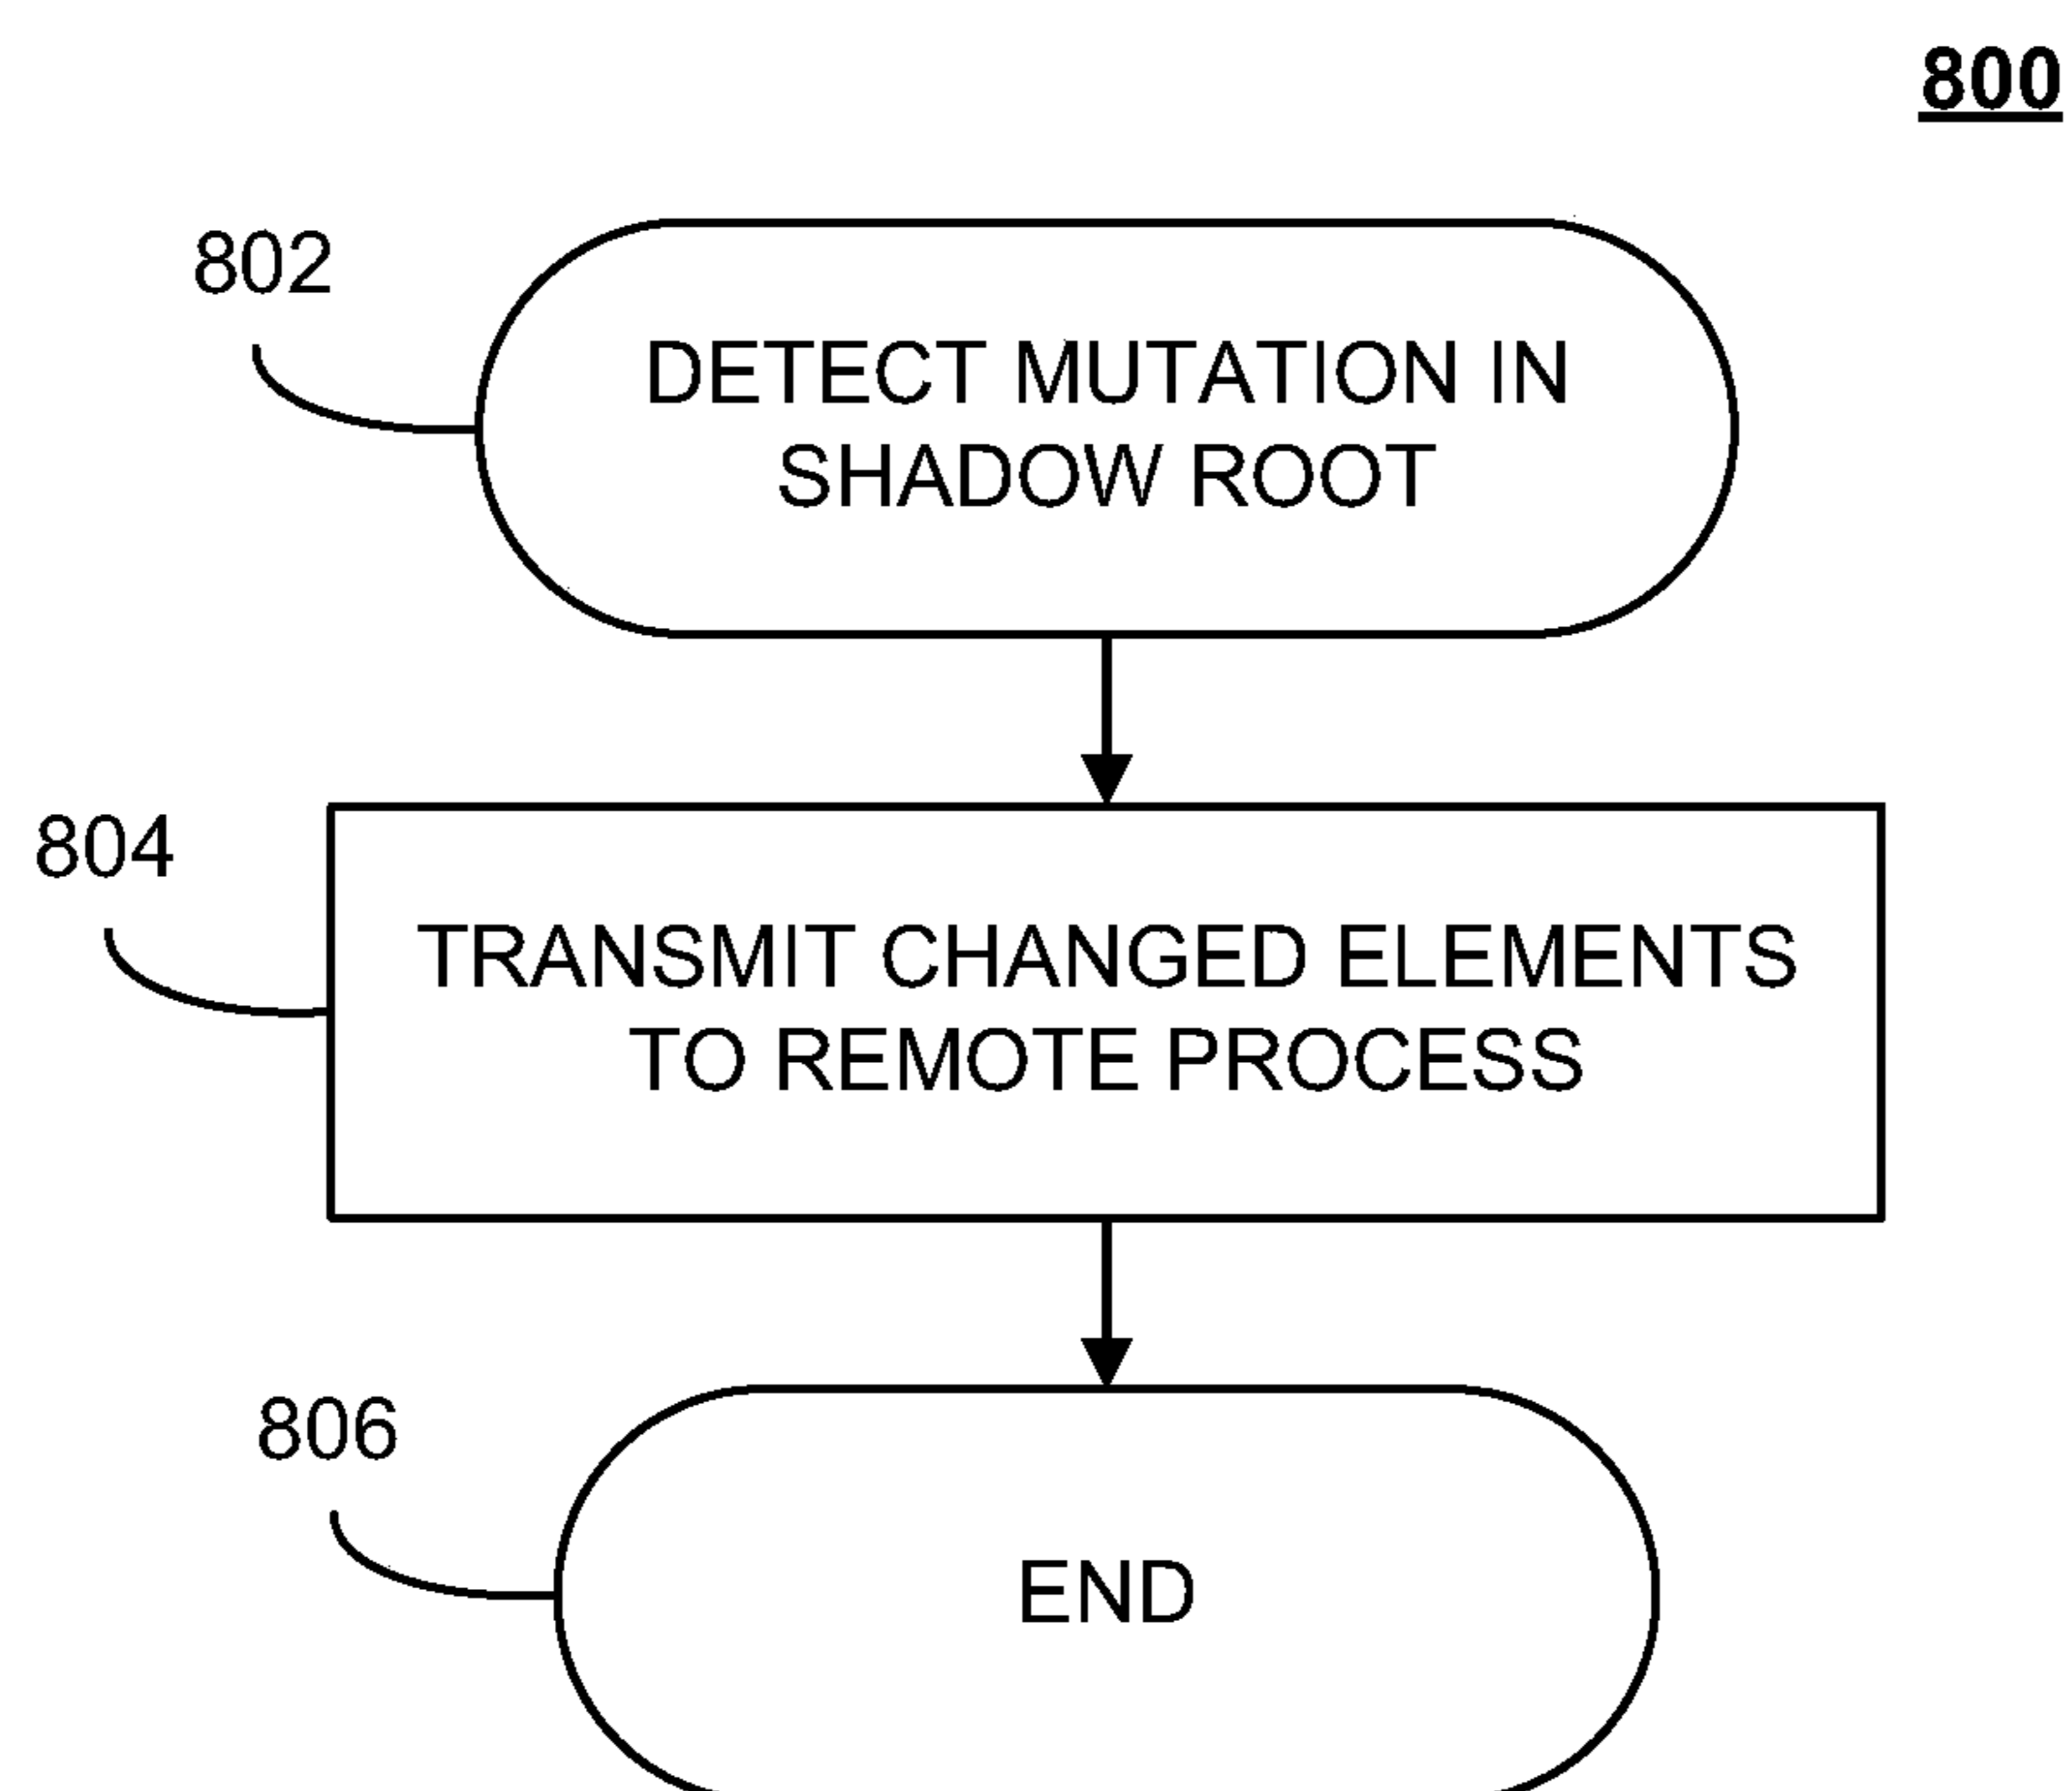 800
802
DETECT MUTATION IN
SHADOW ROOT
804
TRANSMIT CHANGED ELEMENTS
TO REMOTE PROCESS
806
END